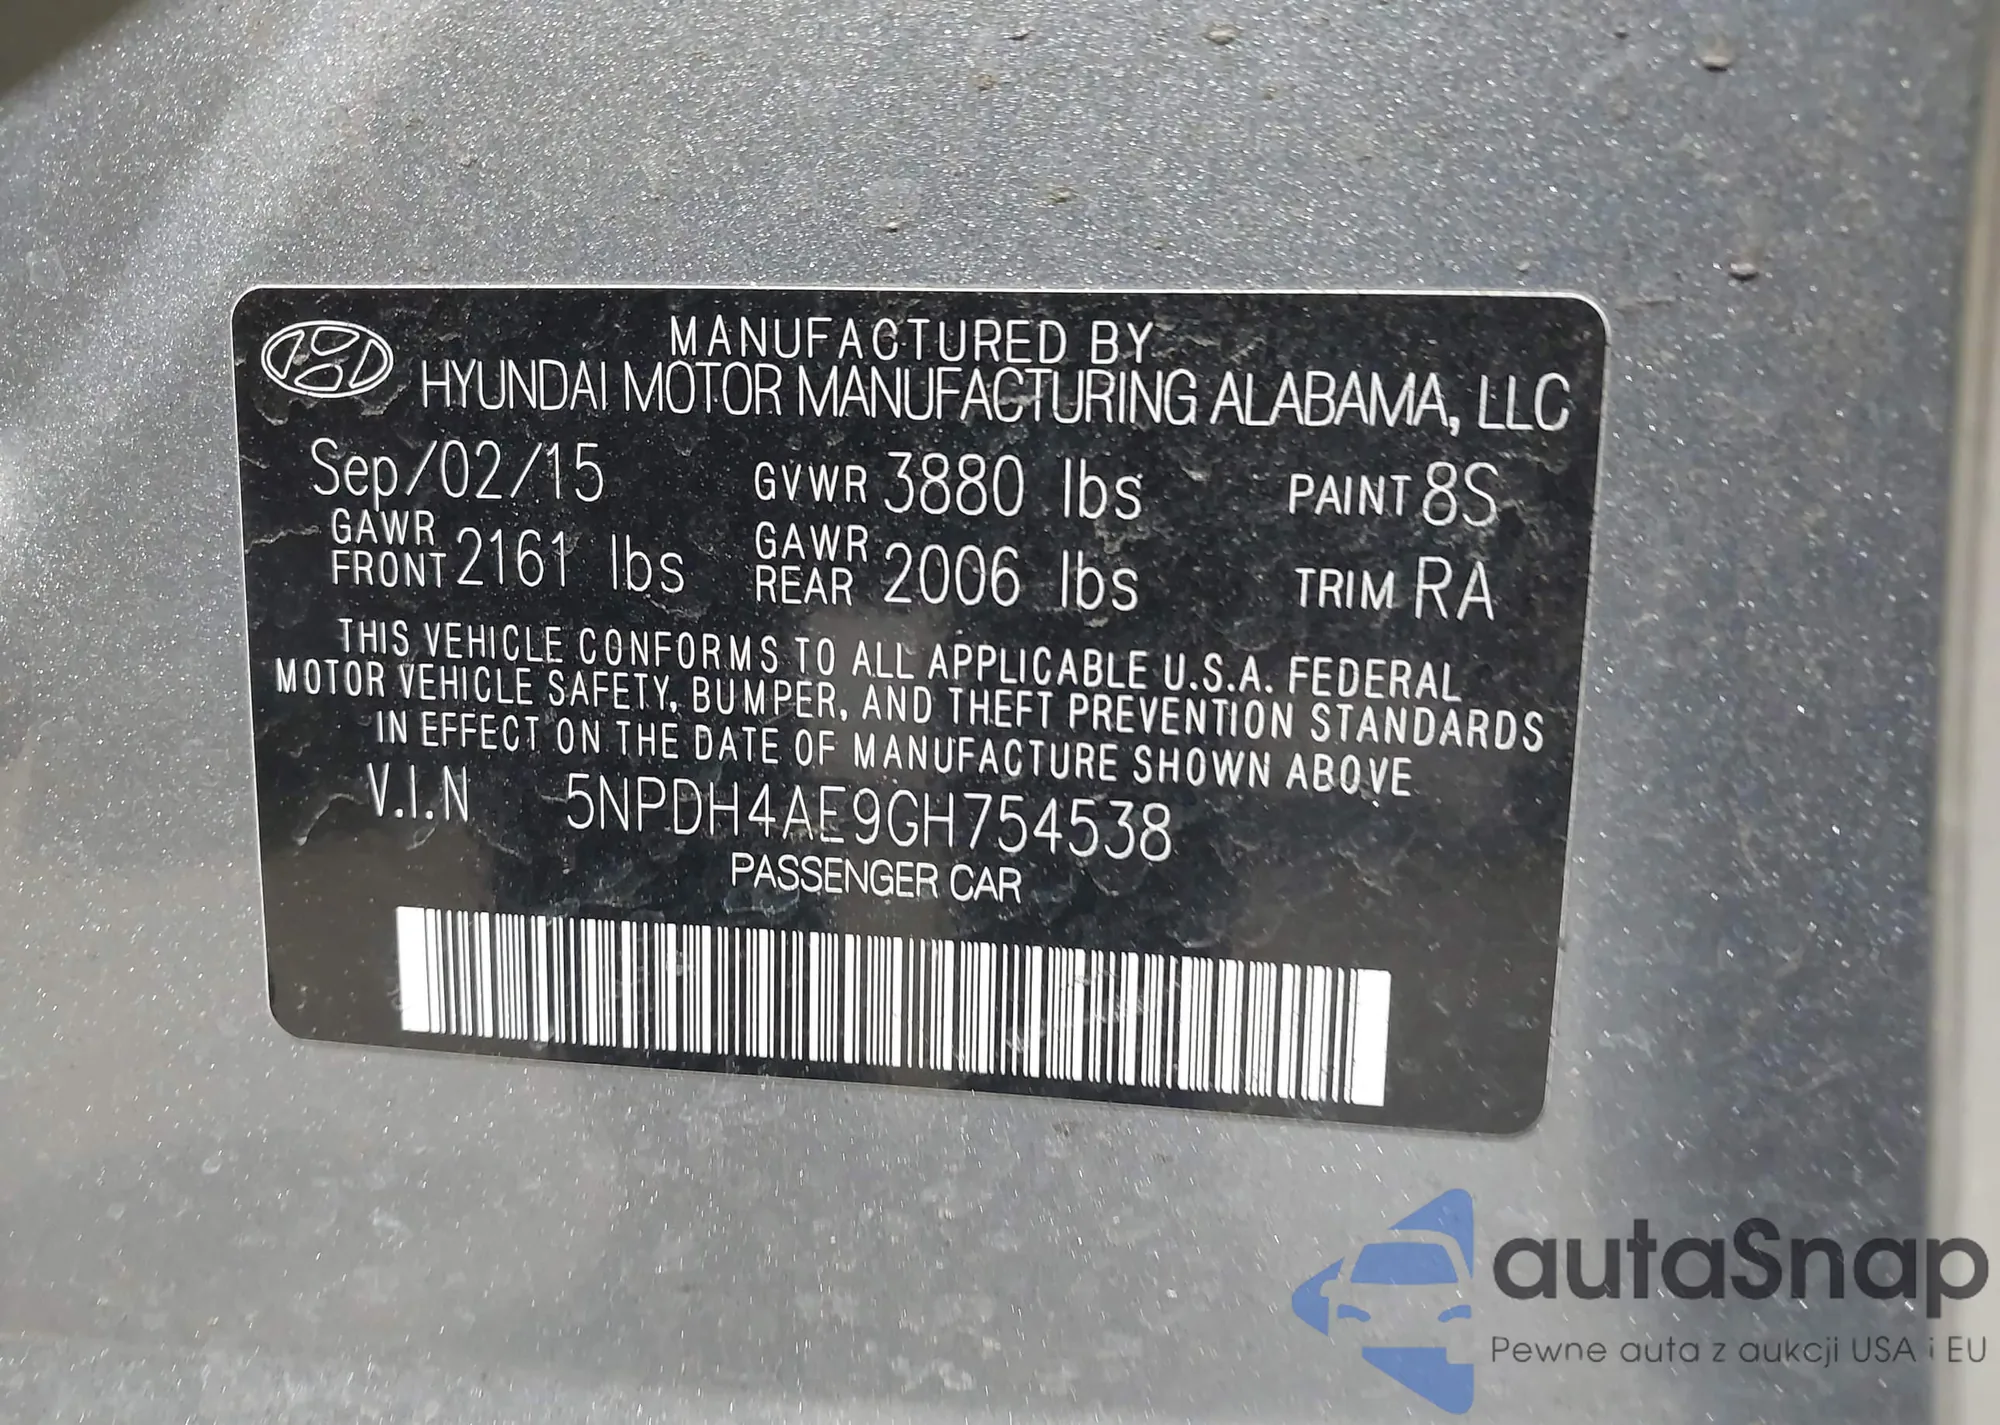 MANUFACTURED BY
HYUNDAI MOTOR MANUFACTURING ALABAMA, LLC
Sep/02/15 GVWR 3880 lbs PAINT 8S
GAWR FRONT 2161 lbs GAWR REAR 2006 lbs TRIM RA
THIS VEHICLE CONFORMS TO ALL APPLICABLE U.S.A. FEDERAL
MOTOR VEHICLE SAFETY, BUMPER, AND THEFT PREVENTION STANDARDS
IN EFFECT ON THE DATE OF MANUFACTURE SHOWN ABOVE
V.I.N 5NPDH4AE9GH754538
PASSENGER CAR
autaSnap
Pewne auta z aukcji USA i EU